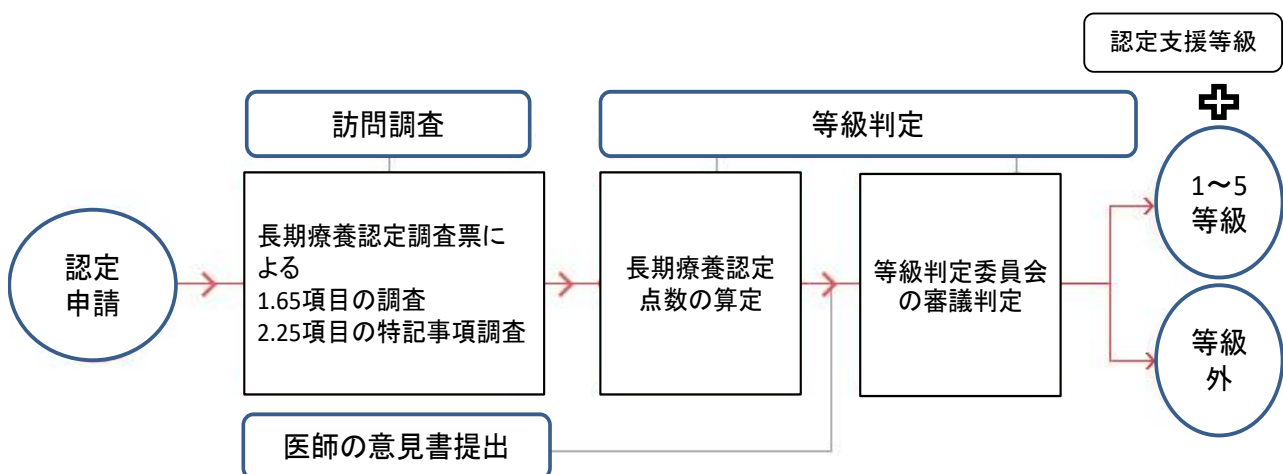 認定支援等級
訪問調査
等級判定
認定
申請
長期療養認定調査票に
よる
1.65項目の調査
2.25項目の特記事項調査
長期療養認定
点数の算定
等級判定委員会
の審議判定
1～5
等級
等級
外
医師の意見書提出